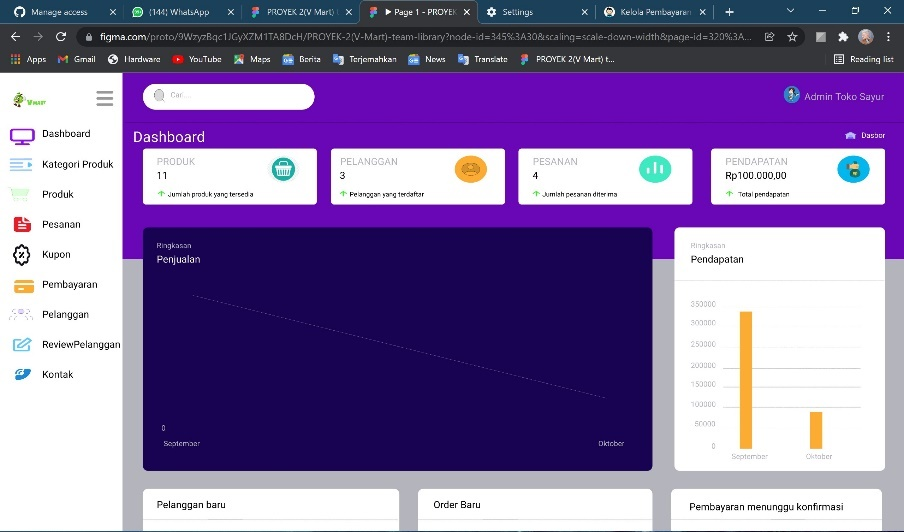 Manage access
(144) WhatsApp
PROYEK 2(V Mart)
Page 1 - PROYEK
Settings
Kelola Pembayaran
figma.com/proto/9WzyzBqc1JGyXZM1TA8DcH/PROYEK-2(V-Mart)-team-library?node-id=345%3A30&scaling=scale-down-width&page-id=320%3A...
Apps
Gmail
Hardware
YouTube
Maps
Berita
Terjemahkan
News
Translate
PROYEK 2(V Mart) t...
Reading list
V MART
Cari...
Admin Toko Sayur
Dashboard
Kategori Produk
Produk
Pesanan
Kupon
Pembayaran
Pelanggan
ReviewPelanggan
Kontak
Dashboard
Dasbor
PRODUK
11
Jumlah produk yang tersedia
PELANGGAN
3
Pelanggan yang terdaftar
PESANAN
4
Jumlah pesanan diterima
PENDAPATAN
Rp100.000,00
Total pendapatan
Ringkasan
Penjualan
0
September
Oktober
Ringkasan
Pendapatan
350000
300000
250000
200000
150000
100000
50000
0
September
Oktober
Pelanggan baru
Order Baru
Pembayaran menunggu konfirmasi